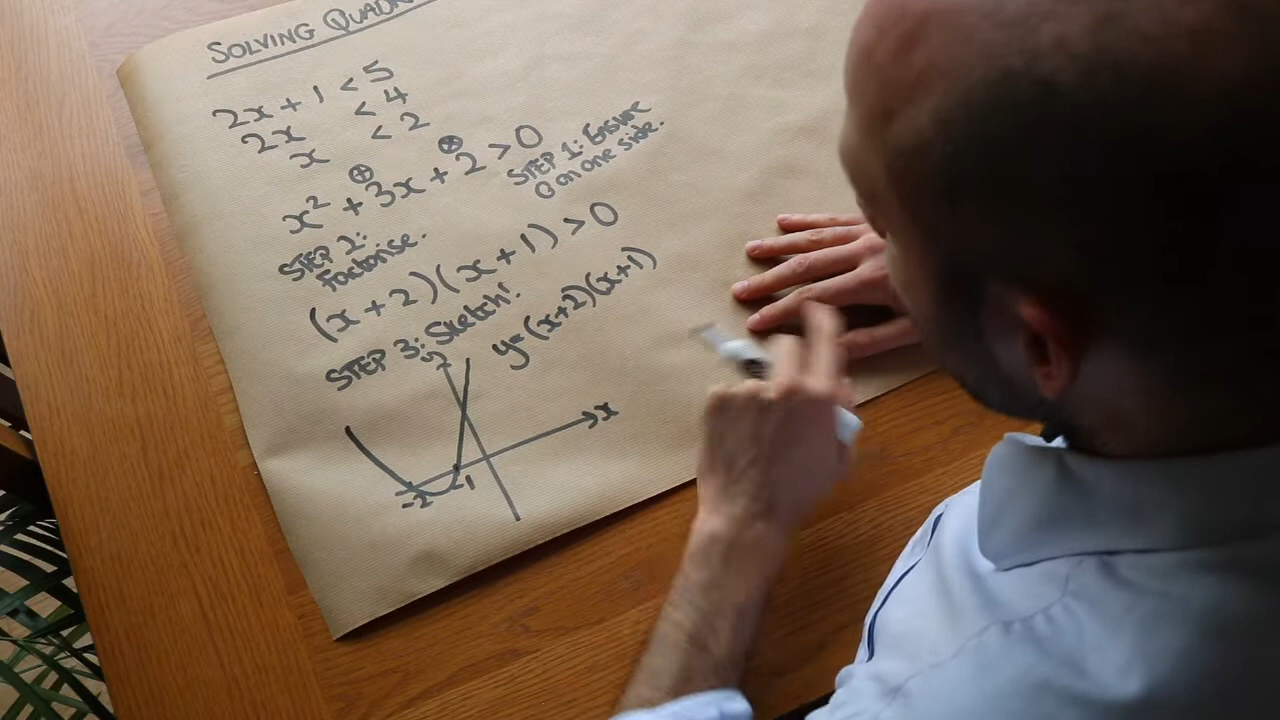 SOLVING
2x + 1 < 5
2x < 4
x < 2
x² + 3x + 2 > 0
STEP 1: Ensure
0 on one side.
STEP 2:
Factorise.
(x + 2)(x + 1) > 0
STEP 3: Sketch!
y=(x+2)(x+1)
y
x
-2
-1